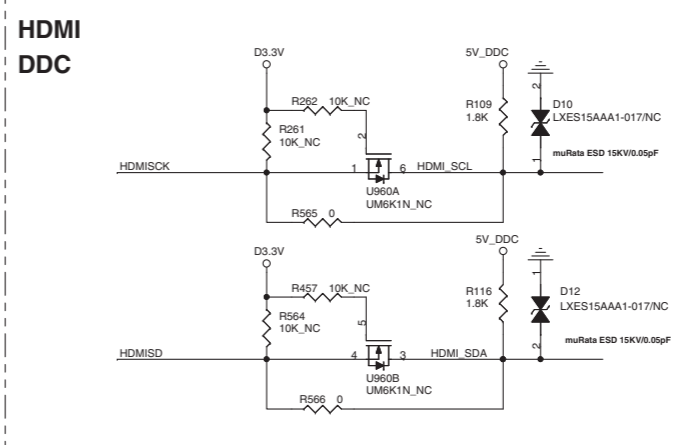 HDMI
DDC
D3.3V
5V_DDC
R262 10K_NC
R261
10K_NC
2
R109
1.8K
2
D10
LXES15AAA1-017/NC
1
muRata ESD 15KV/0.05pF
HDMISCK
1
6
HDMI_SCL
U960A
UM6K1N_NC
R565 0
D3.3V
5V_DDC
R457 10K_NC
R564
10K_NC
5
R116
1.8K
1
D12
LXES15AAA1-017/NC
2
muRata ESD 15KV/0.05pF
HDMISD
4
3
HDMI_SDA
U960B
UM6K1N_NC
R566 0